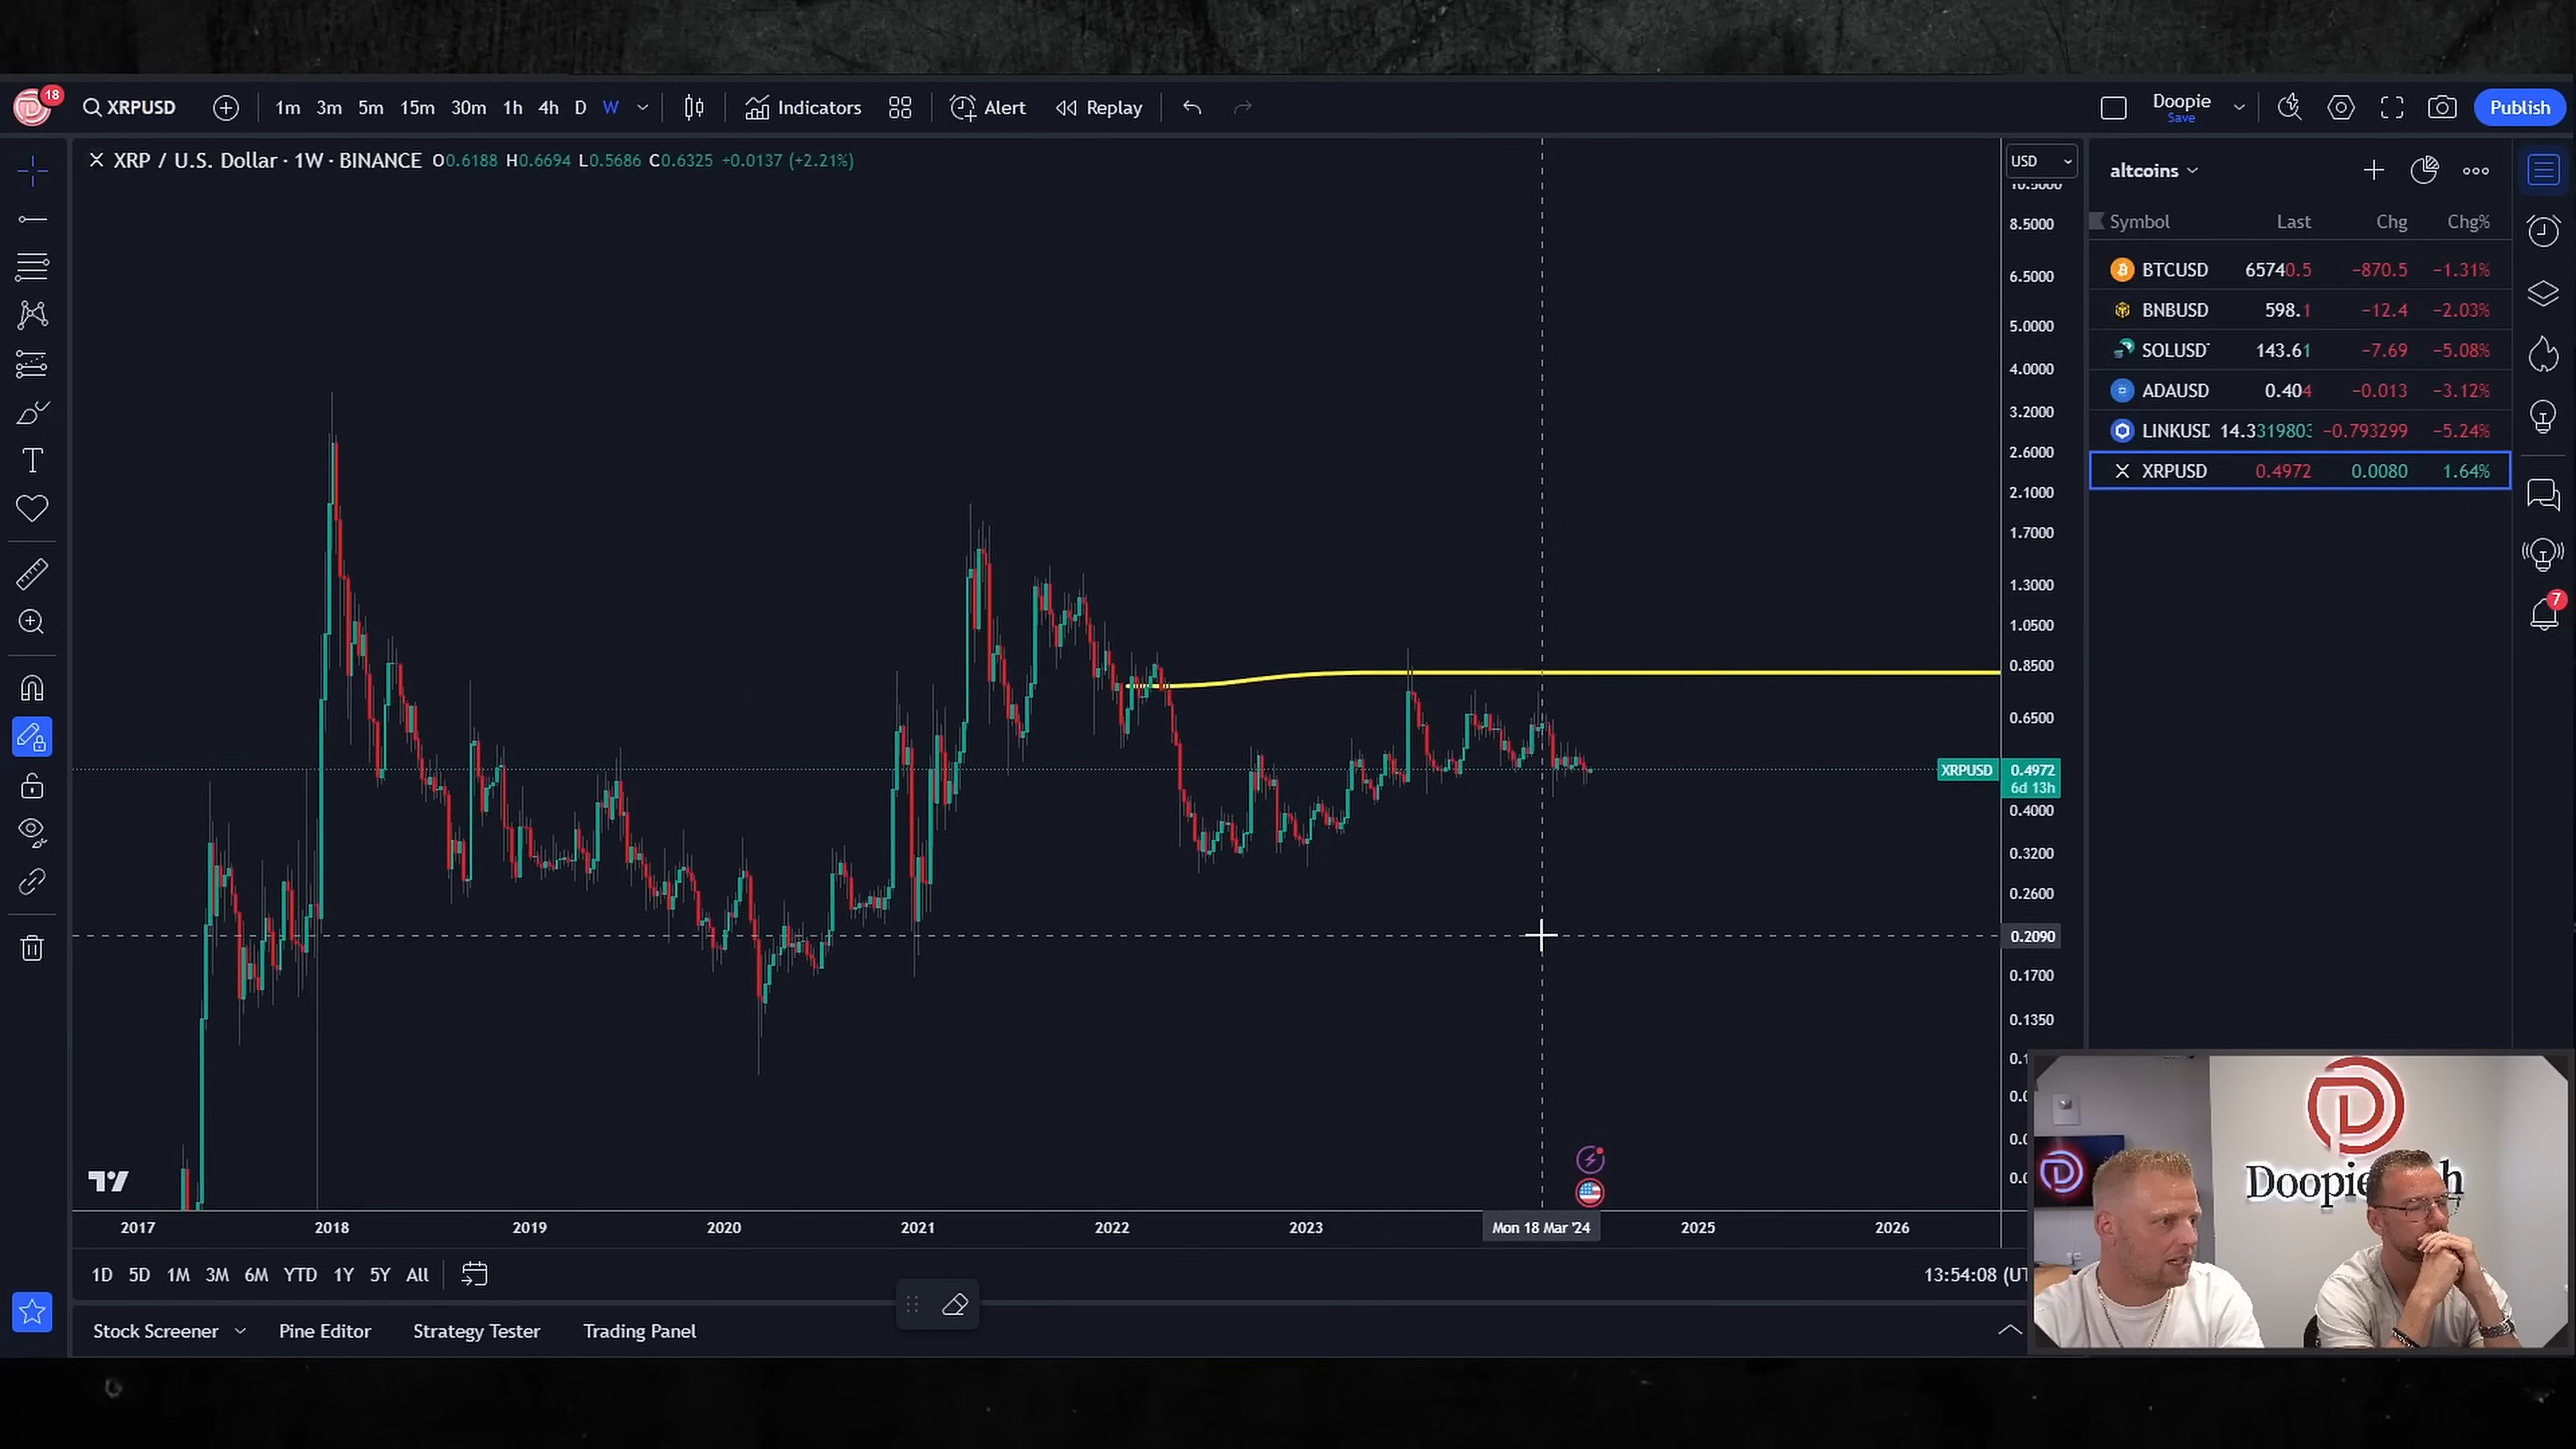 18
XRPUSD
1m 3m 5m 15m 30m 1h 4h D W
Indicators
Alert
Replay
Doopie
Save
Publish
XRP / U.S. Dollar · 1W · BINANCE O0.6188 H0.6694 L0.5686 C0.6325 +0.0137 (+2.21%)
USD
10.5000
8.5000
6.5000
5.0000
4.0000
3.2000
2.6000
2.1000
1.7000
1.3000
1.0500
0.8500
0.6500
XRPUSD 0.4972
6d 13h
0.4000
0.3200
0.2600
0.2090
0.1700
0.1350
altcoins
Symbol Last Chg Chg%
BTCUSD 65740.5 −870.5 −1.31%
BNBUSD 598.1 −12.4 −2.03%
SOLUSD 143.61 −7.69 −5.08%
ADAUSD 0.404 −0.013 −3.12%
LINKUSD 14.3319803 −0.793299 −5.24%
XRPUSD 0.4972 0.0080 1.64%
7
2017 2018 2019 2020 2021 2022 2023 Mon 18 Mar '24 2025 2026
1D 5D 1M 3M 6M YTD 1Y 5Y All
13:54:08 (UT
Stock Screener Pine Editor Strategy Tester Trading Panel
Doopie h